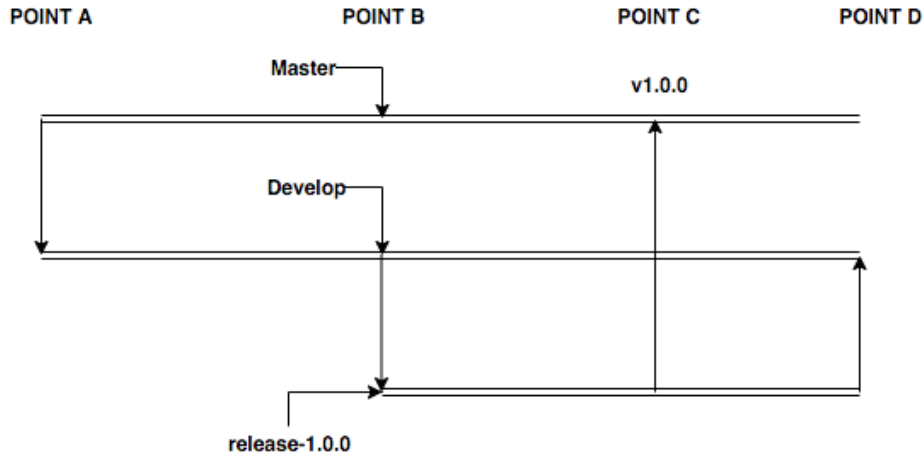 POINT A POINT B POINT C POINT D
Master
v1.0.0
Develop
release-1.0.0